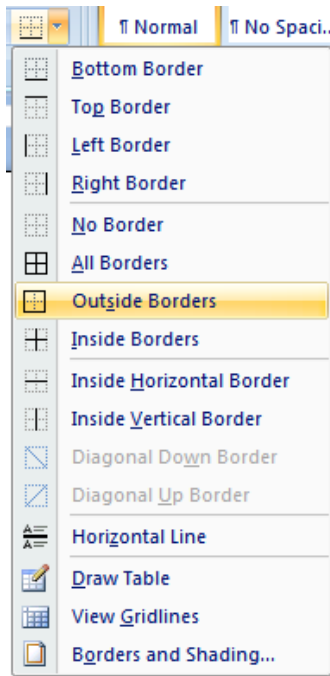 ¶ Normal ¶ No Spaci...
Bottom Border
Top Border
Left Border
Right Border
No Border
All Borders
Outside Borders
Inside Borders
Inside Horizontal Border
Inside Vertical Border
Diagonal Down Border
Diagonal Up Border
Horizontal Line
Draw Table
View Gridlines
Borders and Shading...